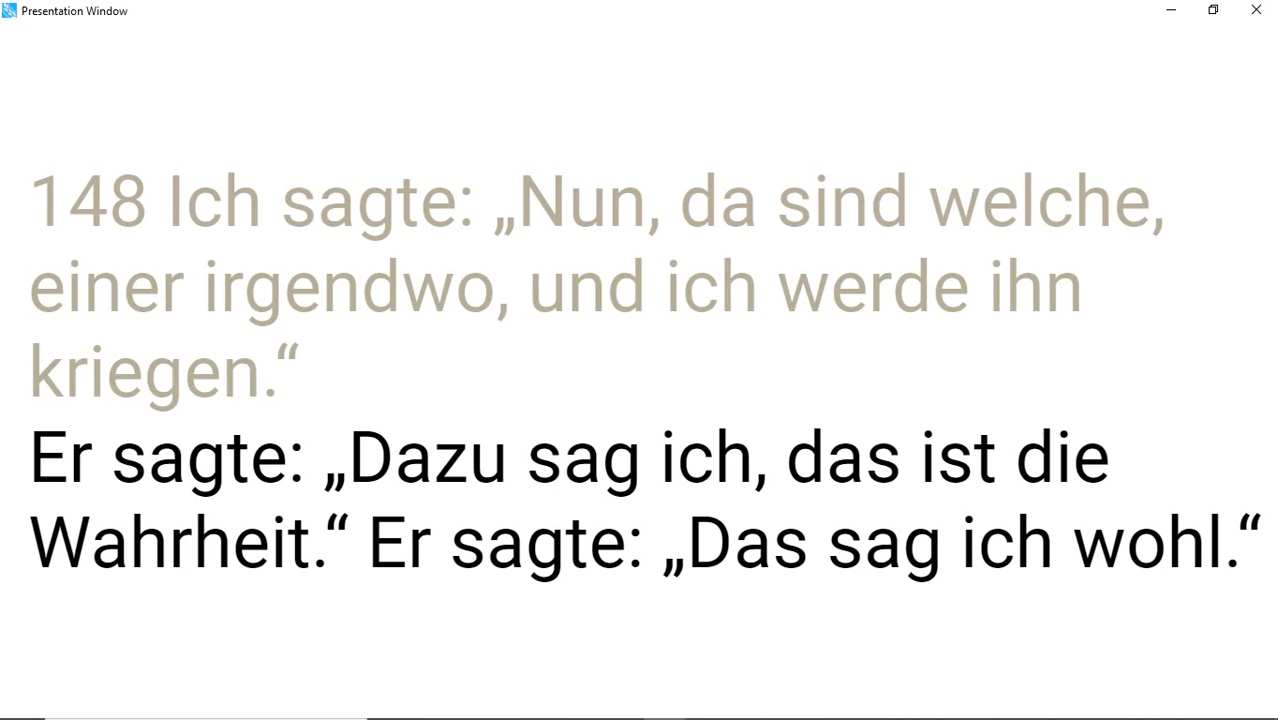 Presentation Window
148 Ich sagte: „Nun, da sind welche,
einer irgendwo, und ich werde ihn
kriegen.“
Er sagte: „Dazu sag ich, das ist die
Wahrheit.“ Er sagte: „Das sag ich wohl.“